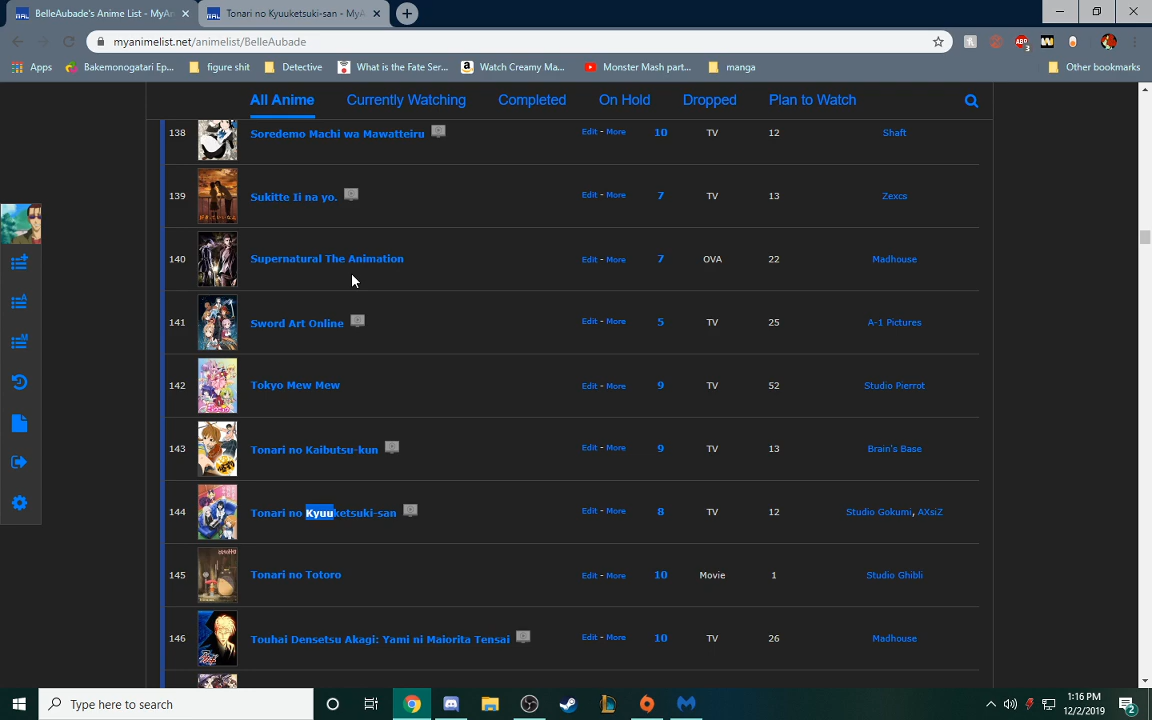 BelleAubade's Anime List - MyAn
Tonari no Kyuuketsuki-san - MyA
myanimelist.net/animelist/BelleAubade
Apps
Bakemonogatari Ep...
figure shit
Detective
What is the Fate Ser...
Watch Creamy Ma...
Monster Mash part...
manga
Other bookmarks
All Anime Currently Watching Completed On Hold Dropped Plan to Watch
138 Soredemo Machi wa Mawatteiru Edit - More 10 TV 12 Shaft
139 Sukitte Ii na yo. Edit - More 7 TV 13 Zexcs
140 Supernatural The Animation Edit - More 7 OVA 22 Madhouse
141 Sword Art Online Edit - More 5 TV 25 A-1 Pictures
142 Tokyo Mew Mew Edit - More 9 TV 52 Studio Pierrot
143 Tonari no Kaibutsu-kun Edit - More 9 TV 13 Brain's Base
144 Tonari no Kyuuketsuki-san Edit - More 8 TV 12 Studio Gokumi, AXsiZ
145 Tonari no Totoro Edit - More 10 Movie 1 Studio Ghibli
146 Touhai Densetsu Akagi: Yami ni Maiorita Tensai Edit - More 10 TV 26 Madhouse
Type here to search
1:16 PM
12/2/2019
2